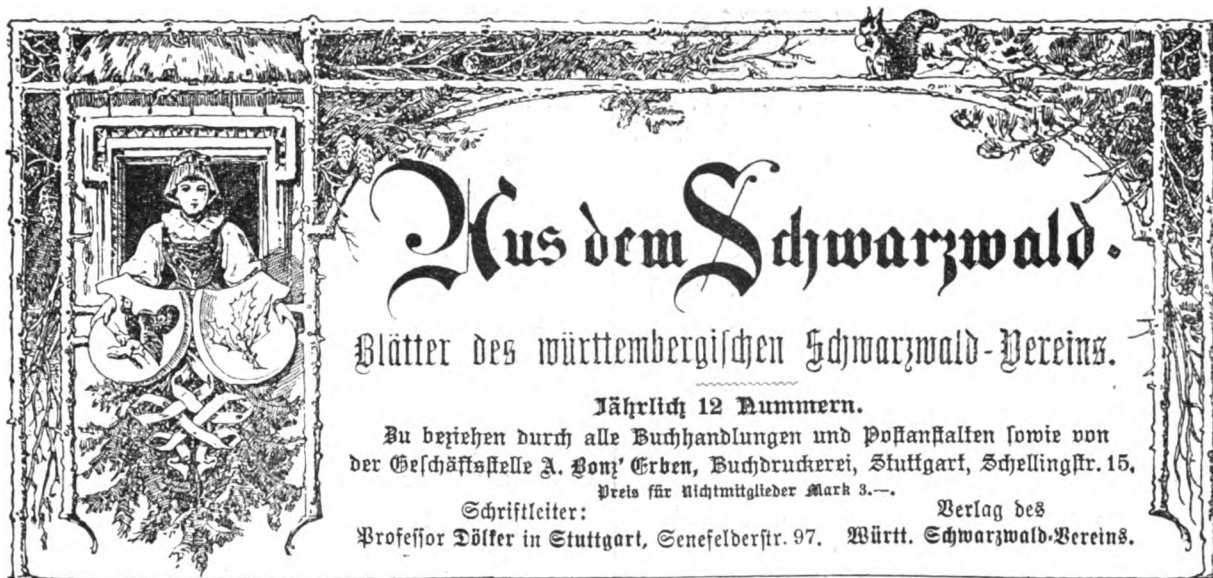 Aus dem Schwarzwald.
Blätter des württembergischen Schwarzwald-Vereins.
Jährlich 12 Nummern.
Zu beziehen durch alle Buchhandlungen und Postanstalten sowie von
der Geschäftsstelle A. Bonz' Erben, Buchdruckerei, Stuttgart, Schellingstr. 15.
Preis für Nichtmitglieder Mark 3.—.
Schriftleiter:
Professor Dölker in Stuttgart, Senefelderstr. 97.
Verlag des
Württ. Schwarzwald-Vereins.